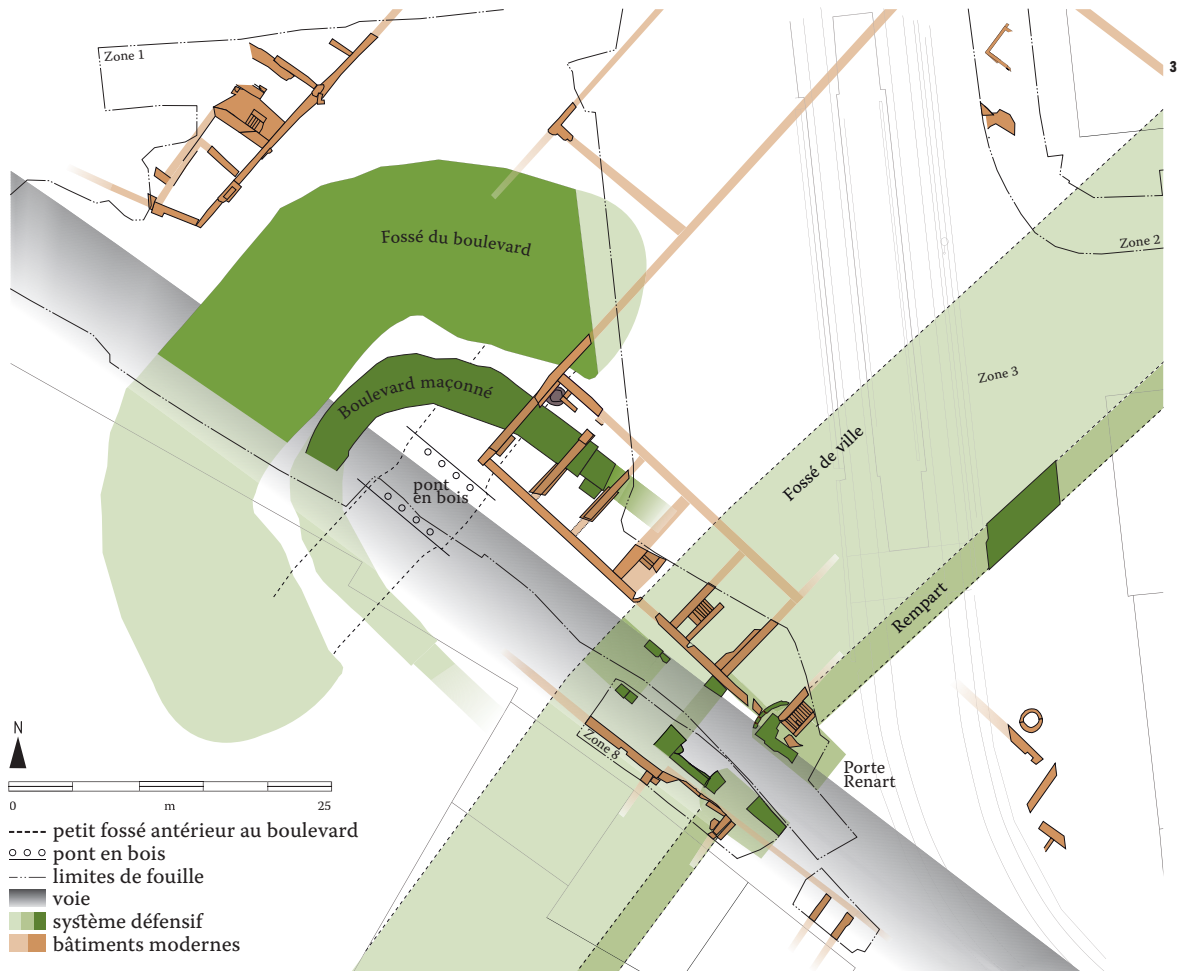 Zone 1
3
Fossé du boulevard
Zone 2
Boulevard maçonné
Zone 3
Fossé de ville
pont
en bois
Rempart
Zone 8
Porte
Renart
N
0 m 25
petit fossé antérieur au boulevard
pont en bois
limites de fouille
voie
système défensif
bâtiments modernes